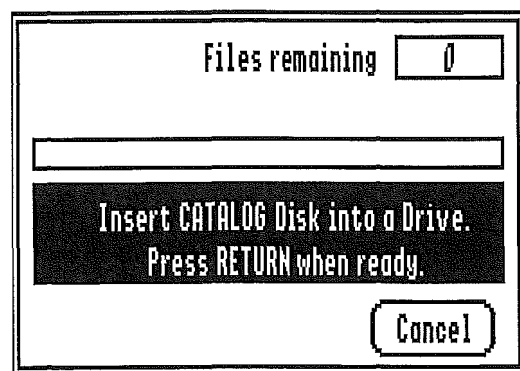 Files remaining 0
Insert CATALOG Disk into a Drive.
Press RETURN when ready.
Cancel